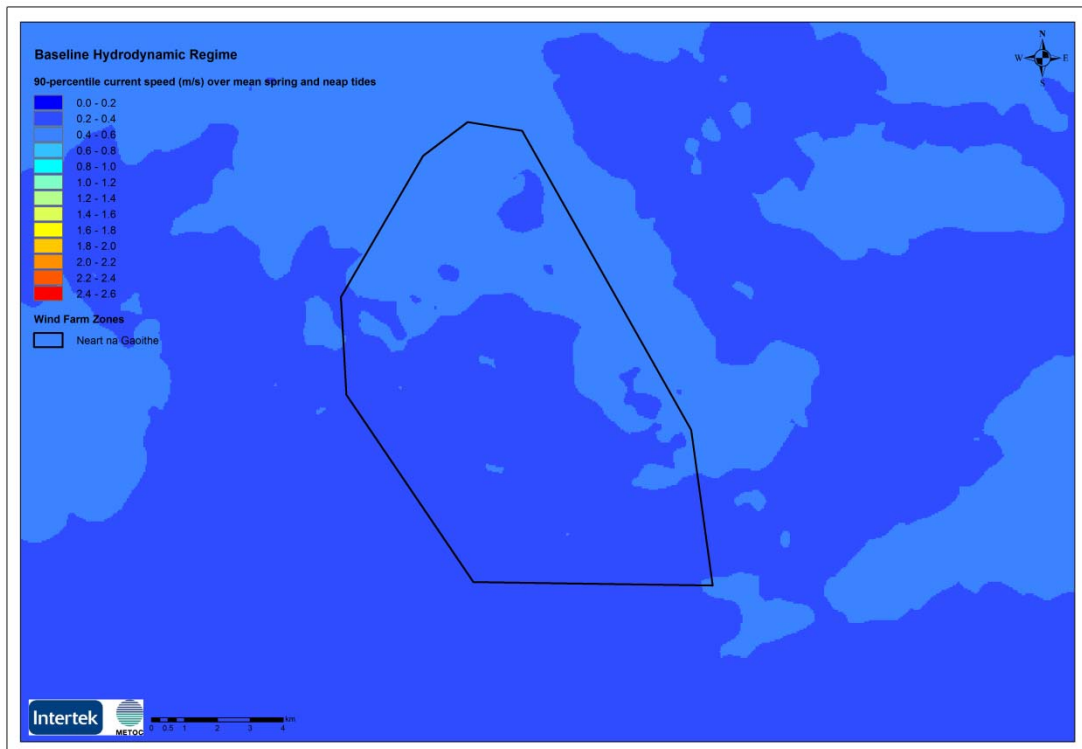 Baseline Hydrodynamic Regime
90-percentile current speed (m/s) over mean spring and neap tides
0.0 - 0.2
0.2 - 0.4
0.4 - 0.6
0.6 - 0.8
0.8 - 1.0
1.0 - 1.2
1.2 - 1.4
1.4 - 1.6
1.6 - 1.8
1.8 - 2.0
2.0 - 2.2
2.2 - 2.4
2.4 - 2.6
Wind Farm Zones
Neart na Gaoithe
N
W E
S
Intertek
METOC
km
0 0.5 1 2 3 4